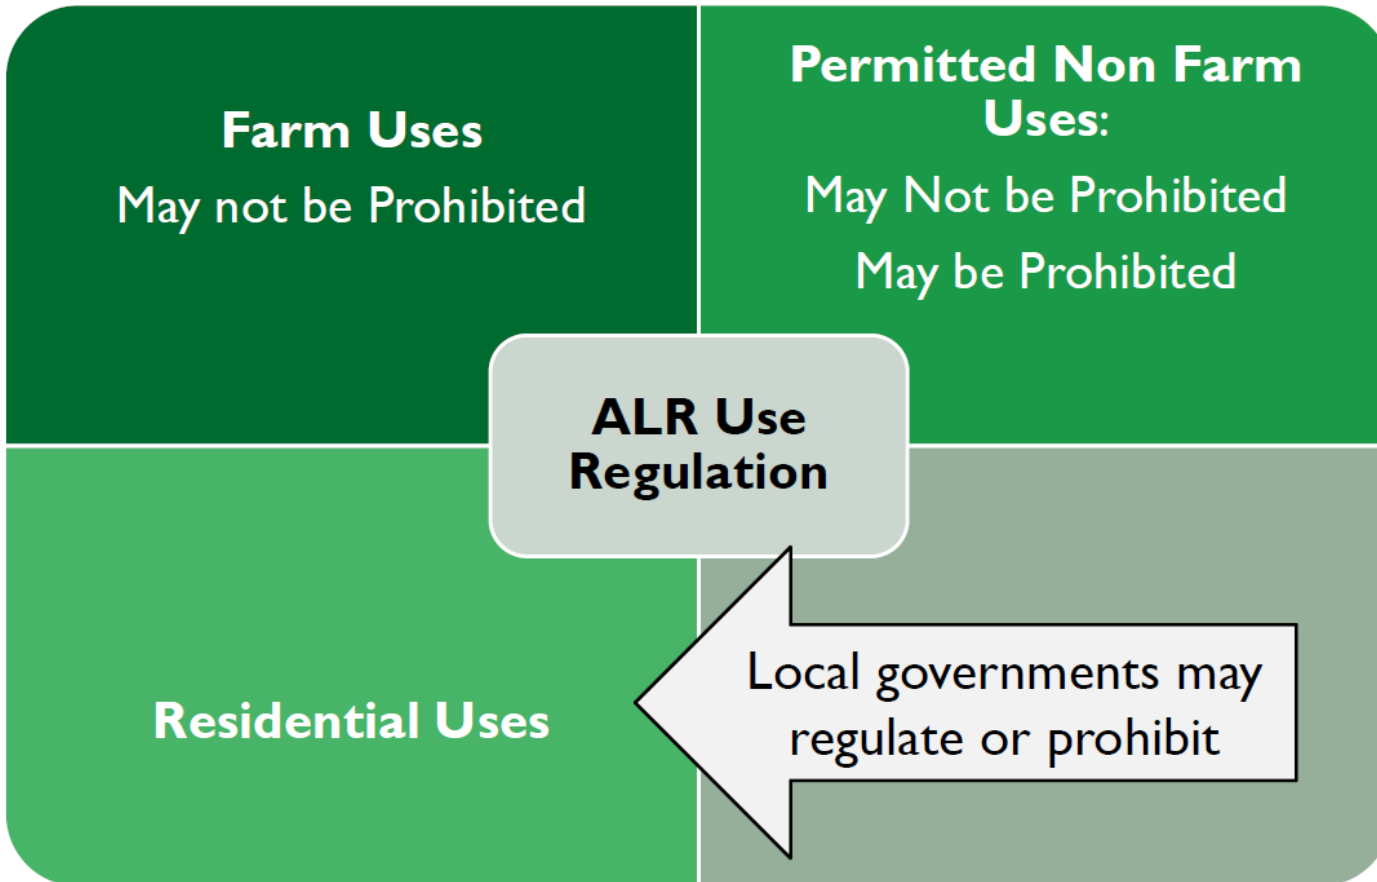 Farm Uses
May not be Prohibited
Permitted Non Farm
Uses:
May Not be Prohibited
May be Prohibited
ALR Use
Regulation
Residential Uses
Local governments may
regulate or prohibit